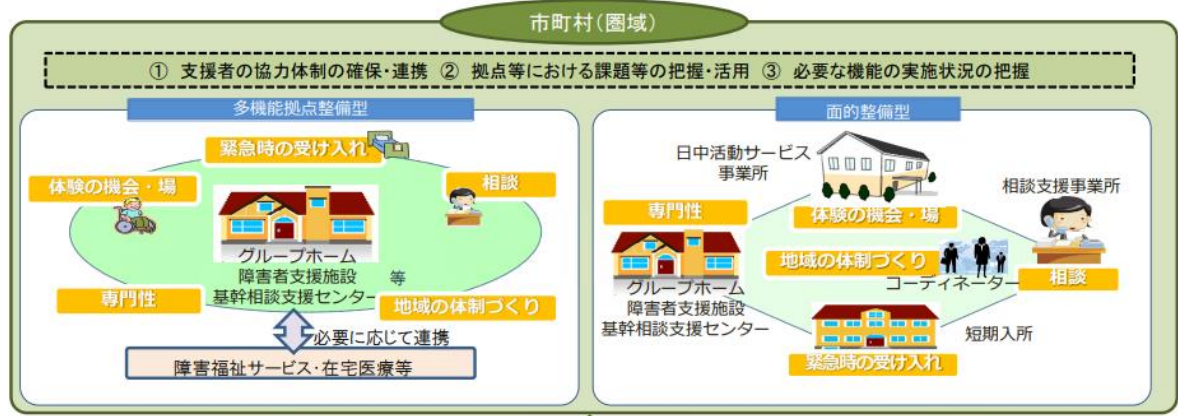 市町村（圏域）
① 支援者の協力体制の確保・連携 ② 拠点等における課題等の把握・活用 ③ 必要な機能の実施状況の把握
多機能拠点整備型
緊急時の受け入れ
体験の機会・場
相談
グループホーム
障害者支援施設
基幹相談支援センター
等
専門性
地域の体制づくり
必要に応じて連携
障害福祉サービス・在宅医療等
面的整備型
日中活動サービス
事業所
相談支援事業所
専門性
体験の機会・場
地域の体制づくり
コーディネーター
相談
グループホーム
障害者支援施設
基幹相談支援センター
短期入所
緊急時の受け入れ